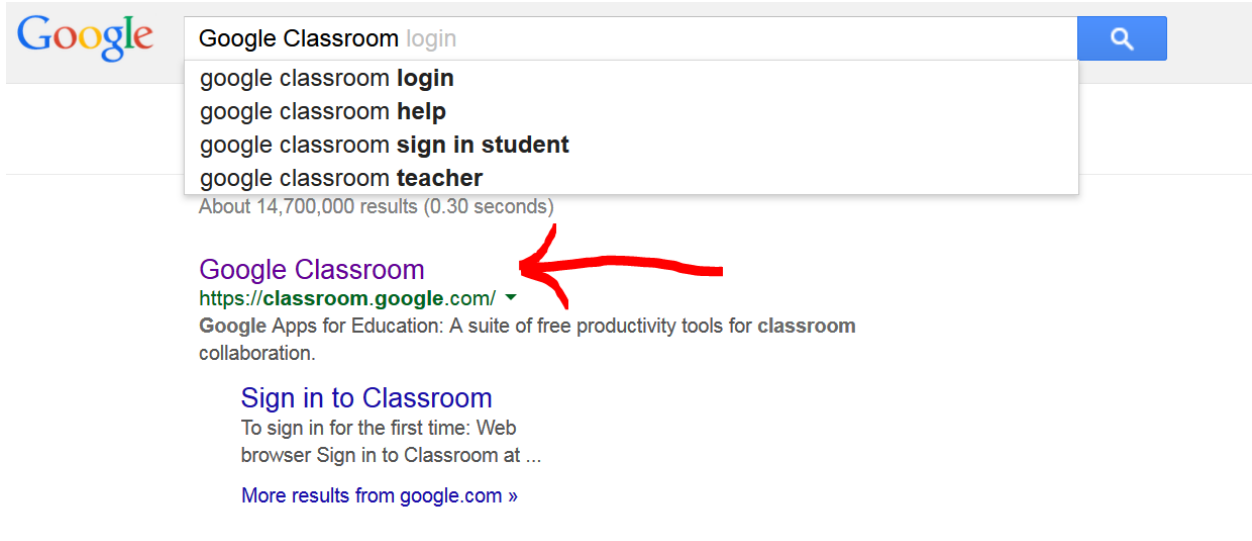 Google
Google Classroom login
google classroom login
google classroom help
google classroom sign in student
google classroom teacher
About 14,700,000 results (0.30 seconds)
Google Classroom
https://classroom.google.com/
Google Apps for Education: A suite of free productivity tools for classroom
collaboration.
Sign in to Classroom
To sign in for the first time: Web
browser Sign in to Classroom at ...
More results from google.com »